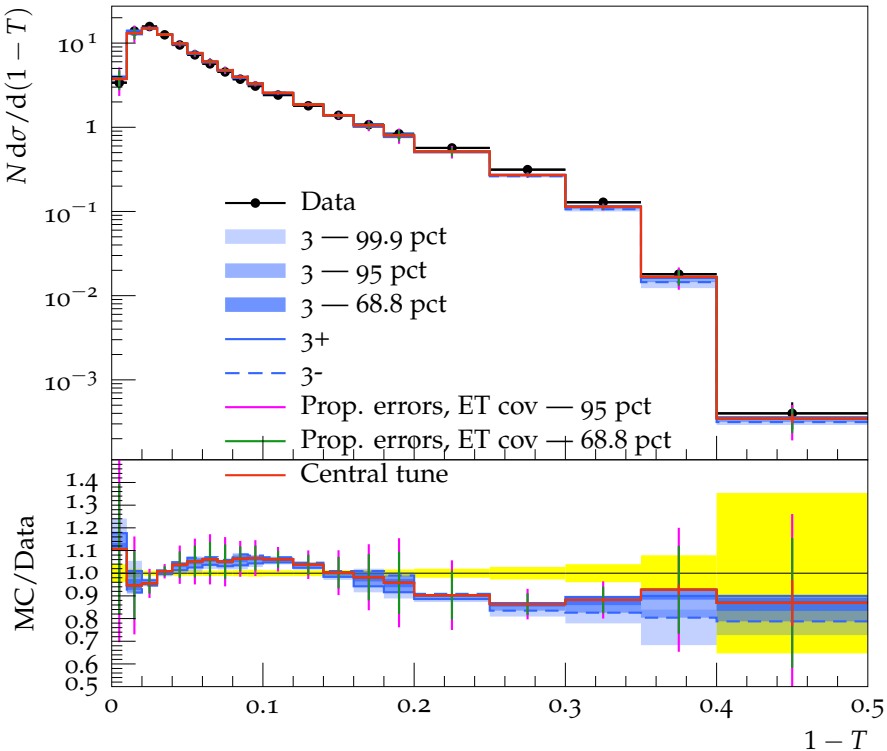 N dσ/d(1 − T)
10¹
1
10⁻¹
10⁻²
10⁻³
Data
3 — 99.9 pct
3 — 95 pct
3 — 68.8 pct
3+
3-
Prop. errors, ET cov — 95 pct
Prop. errors, ET cov — 68.8 pct
Central tune
MC/Data
1.4
1.3
1.2
1.1
1.0
0.9
0.8
0.7
0.6
0.5
0 0.1 0.2 0.3 0.4 0.5
1 − T